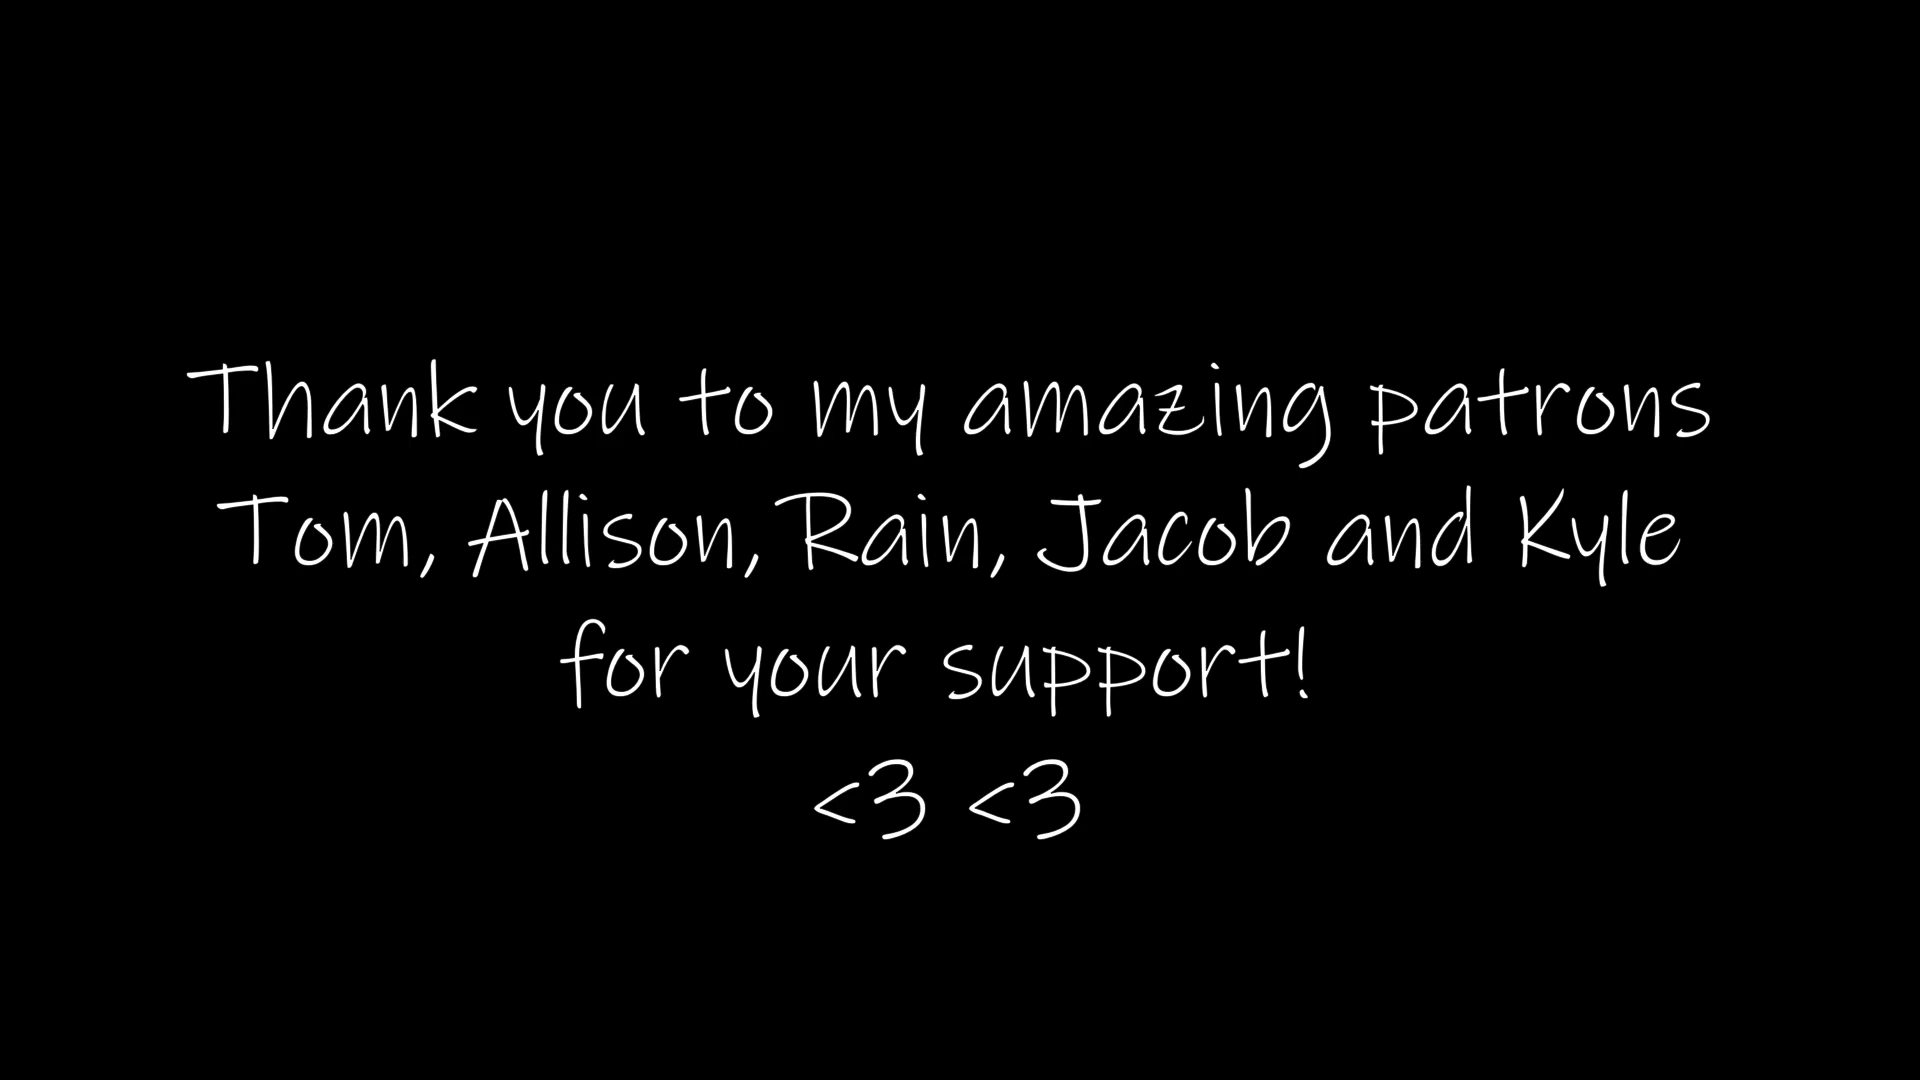 Thank you to my amazing patrons
Tom, Allison, Rain, Jacob and Kyle
for your support!
<3 <3